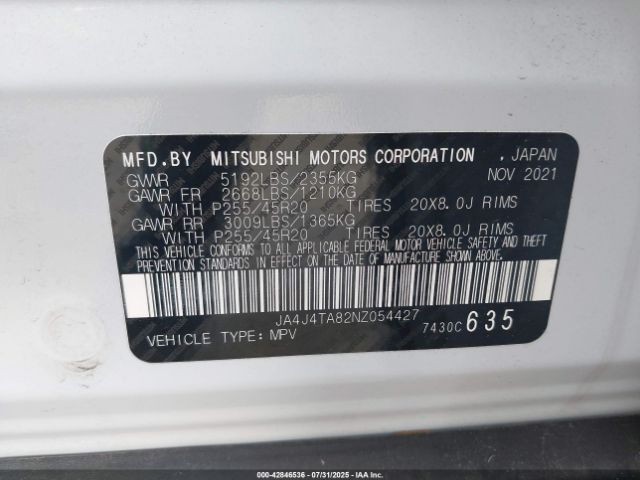 MFD.BY MITSUBISHI MOTORS CORPORATION . JAPAN
GVWR 5192LBS/2355KG NOV 2021
GAWR FR 2668LBS/1210KG
WITH P255/45R20 TIRES 20X8.0J RIMS
GAWR RR 3009LBS/1365KG
WITH P255/45R20 TIRES 20X8.0J RIMS
THIS VEHICLE CONFORMS TO ALL APPLICABLE FEDERAL MOTOR VEHICLE SAFETY AND THEFT
PREVENTION STANDARDS IN EFFECT ON THE DATE OF MANUFACTURE SHOWN ABOVE.
JA4J4TA82NZ054427
VEHICLE TYPE: MPV 7430C 635
000-42846536 - 07/31/2025 - IAAI.CA